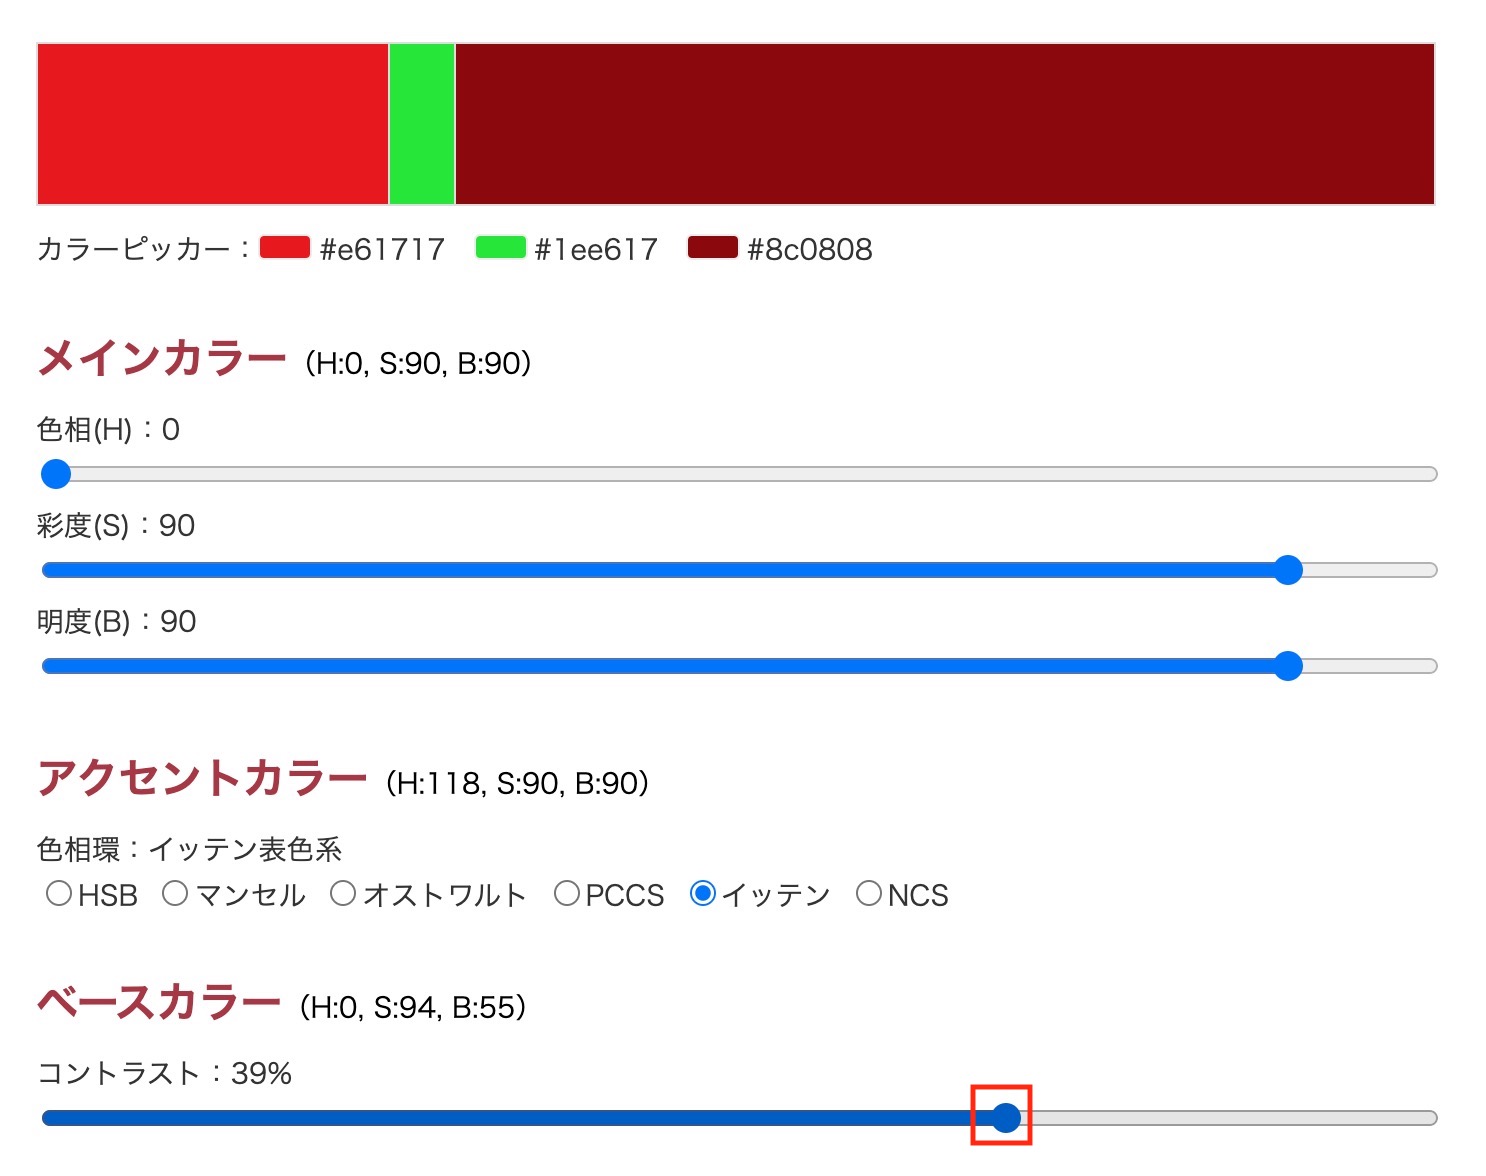 カラーピッカー： #e61717 #1ee617 #8c0808
メインカラー（H:0, S:90, B:90）
色相(H)：0
彩度(S)：90
明度(B)：90
アクセントカラー（H:118, S:90, B:90）
色相環：イッテン表色系
HSB マンセル オストワルト PCCS イッテン NCS
ベースカラー（H:0, S:94, B:55）
コントラスト：39%